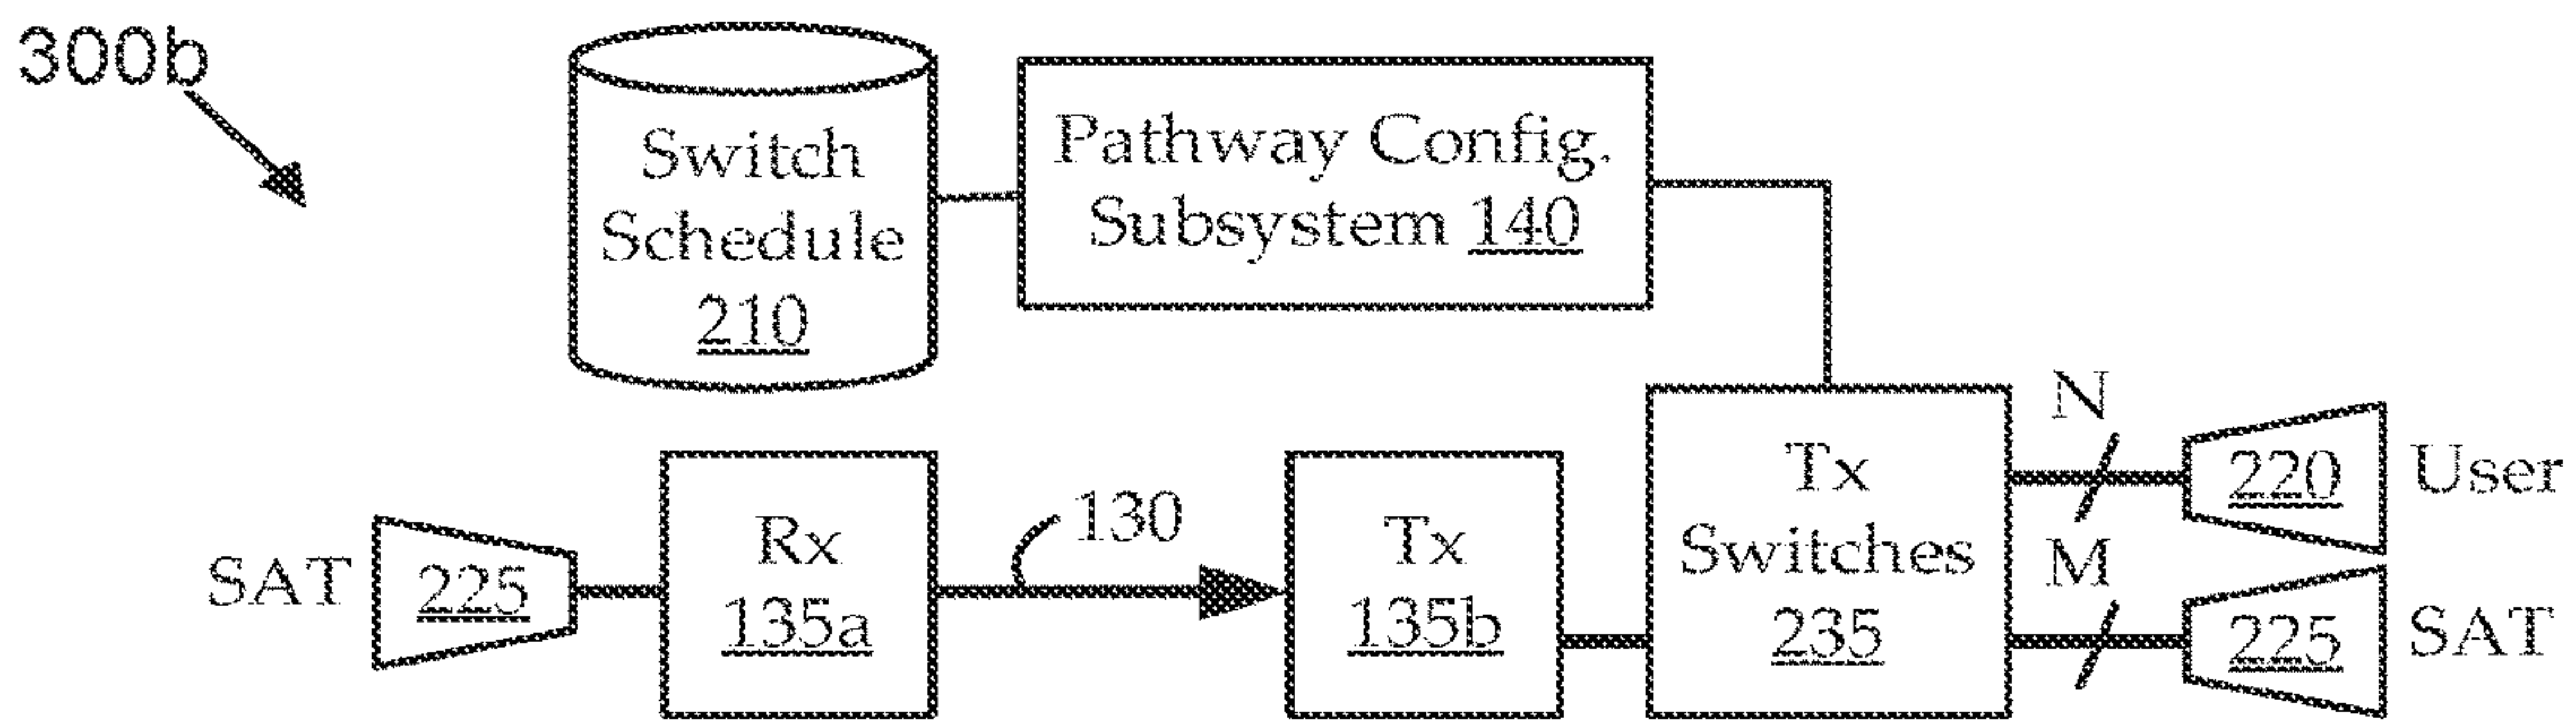 300b
Switch
Schedule
210
Pathway Config.
Subsystem 140
SAT
225
Rx
135a
130
Tx
135b
Tx
Switches
235
N
220
User
M
225
SAT